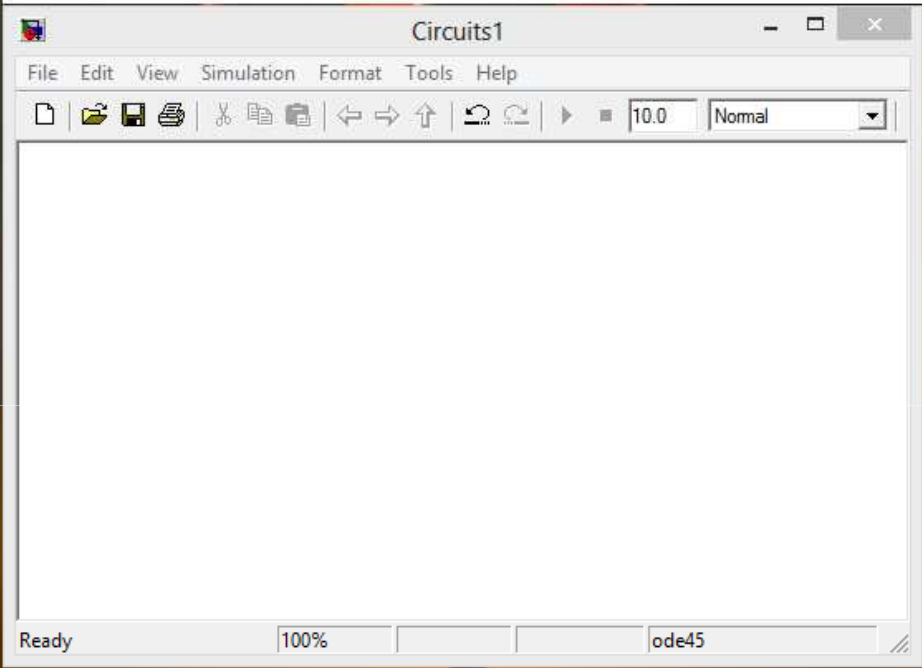 Circuits1
File Edit View Simulation Format Tools Help
10.0 Normal
Ready 100% ode45